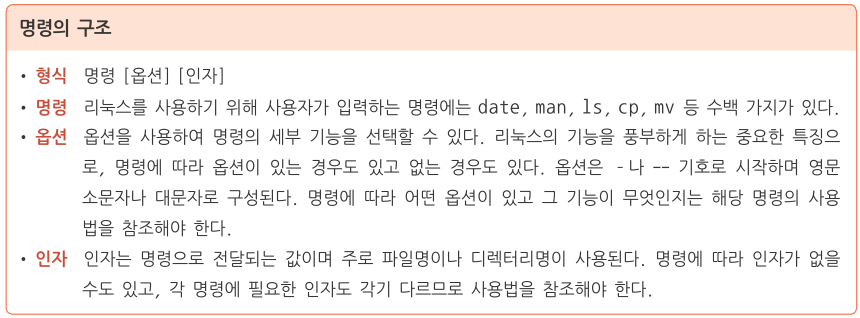 명령의 구조
• 형식 명령 [옵션] [인자]
• 명령 리눅스를 사용하기 위해 사용자가 입력하는 명령에는 date, man, ls, cp, mv 등 수백 가지가 있다.
• 옵션 옵션을 사용하여 명령의 세부 기능을 선택할 수 있다. 리눅스의 기능을 풍부하게 하는 중요한 특징으
로, 명령에 따라 옵션이 있는 경우도 있고 없는 경우도 있다. 옵션은 -나 -- 기호로 시작하며 영문
소문자나 대문자로 구성된다. 명령에 따라 어떤 옵션이 있고 그 기능이 무엇인지는 해당 명령의 사용
법을 참조해야 한다.
• 인자 인자는 명령으로 전달되는 값이며 주로 파일명이나 디렉터리명이 사용된다. 명령에 따라 인자가 없을
수도 있고, 각 명령에 필요한 인자도 각기 다르므로 사용법을 참조해야 한다.